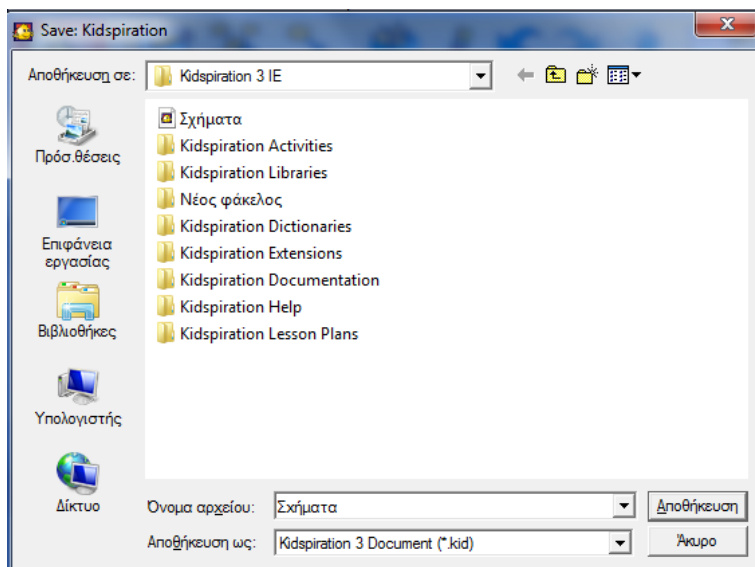 Save: Kidspiration
Αποθήκευση σε:
Kidspiration 3 IE
Πρόσ.θέσεις
Επιφάνεια
εργασίας
Βιβλιοθήκες
Υπολογιστής
Δίκτυο
Σχήματα
Kidspiration Activities
Kidspiration Libraries
Νέος φάκελος
Kidspiration Dictionaries
Kidspiration Extensions
Kidspiration Documentation
Kidspiration Help
Kidspiration Lesson Plans
Όνομα αρχείου:
Σχήματα
Αποθήκευση
Αποθήκευση ως:
Kidspiration 3 Document (*.kid)
Άκυρο